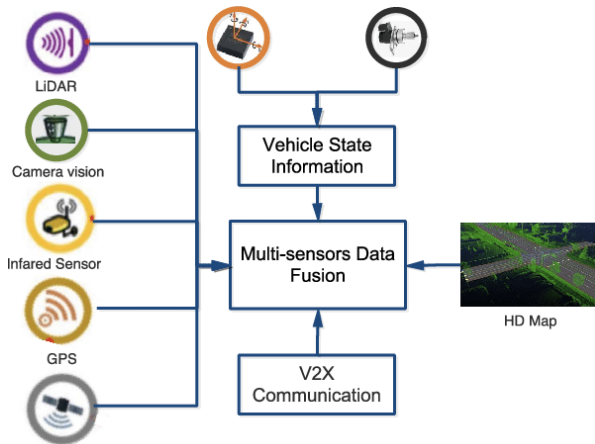 LiDAR
Camera vision
Infared Sensor
GPS
Vehicle State
Information
Multi-sensors Data
Fusion
V2X
Communication
HD Map